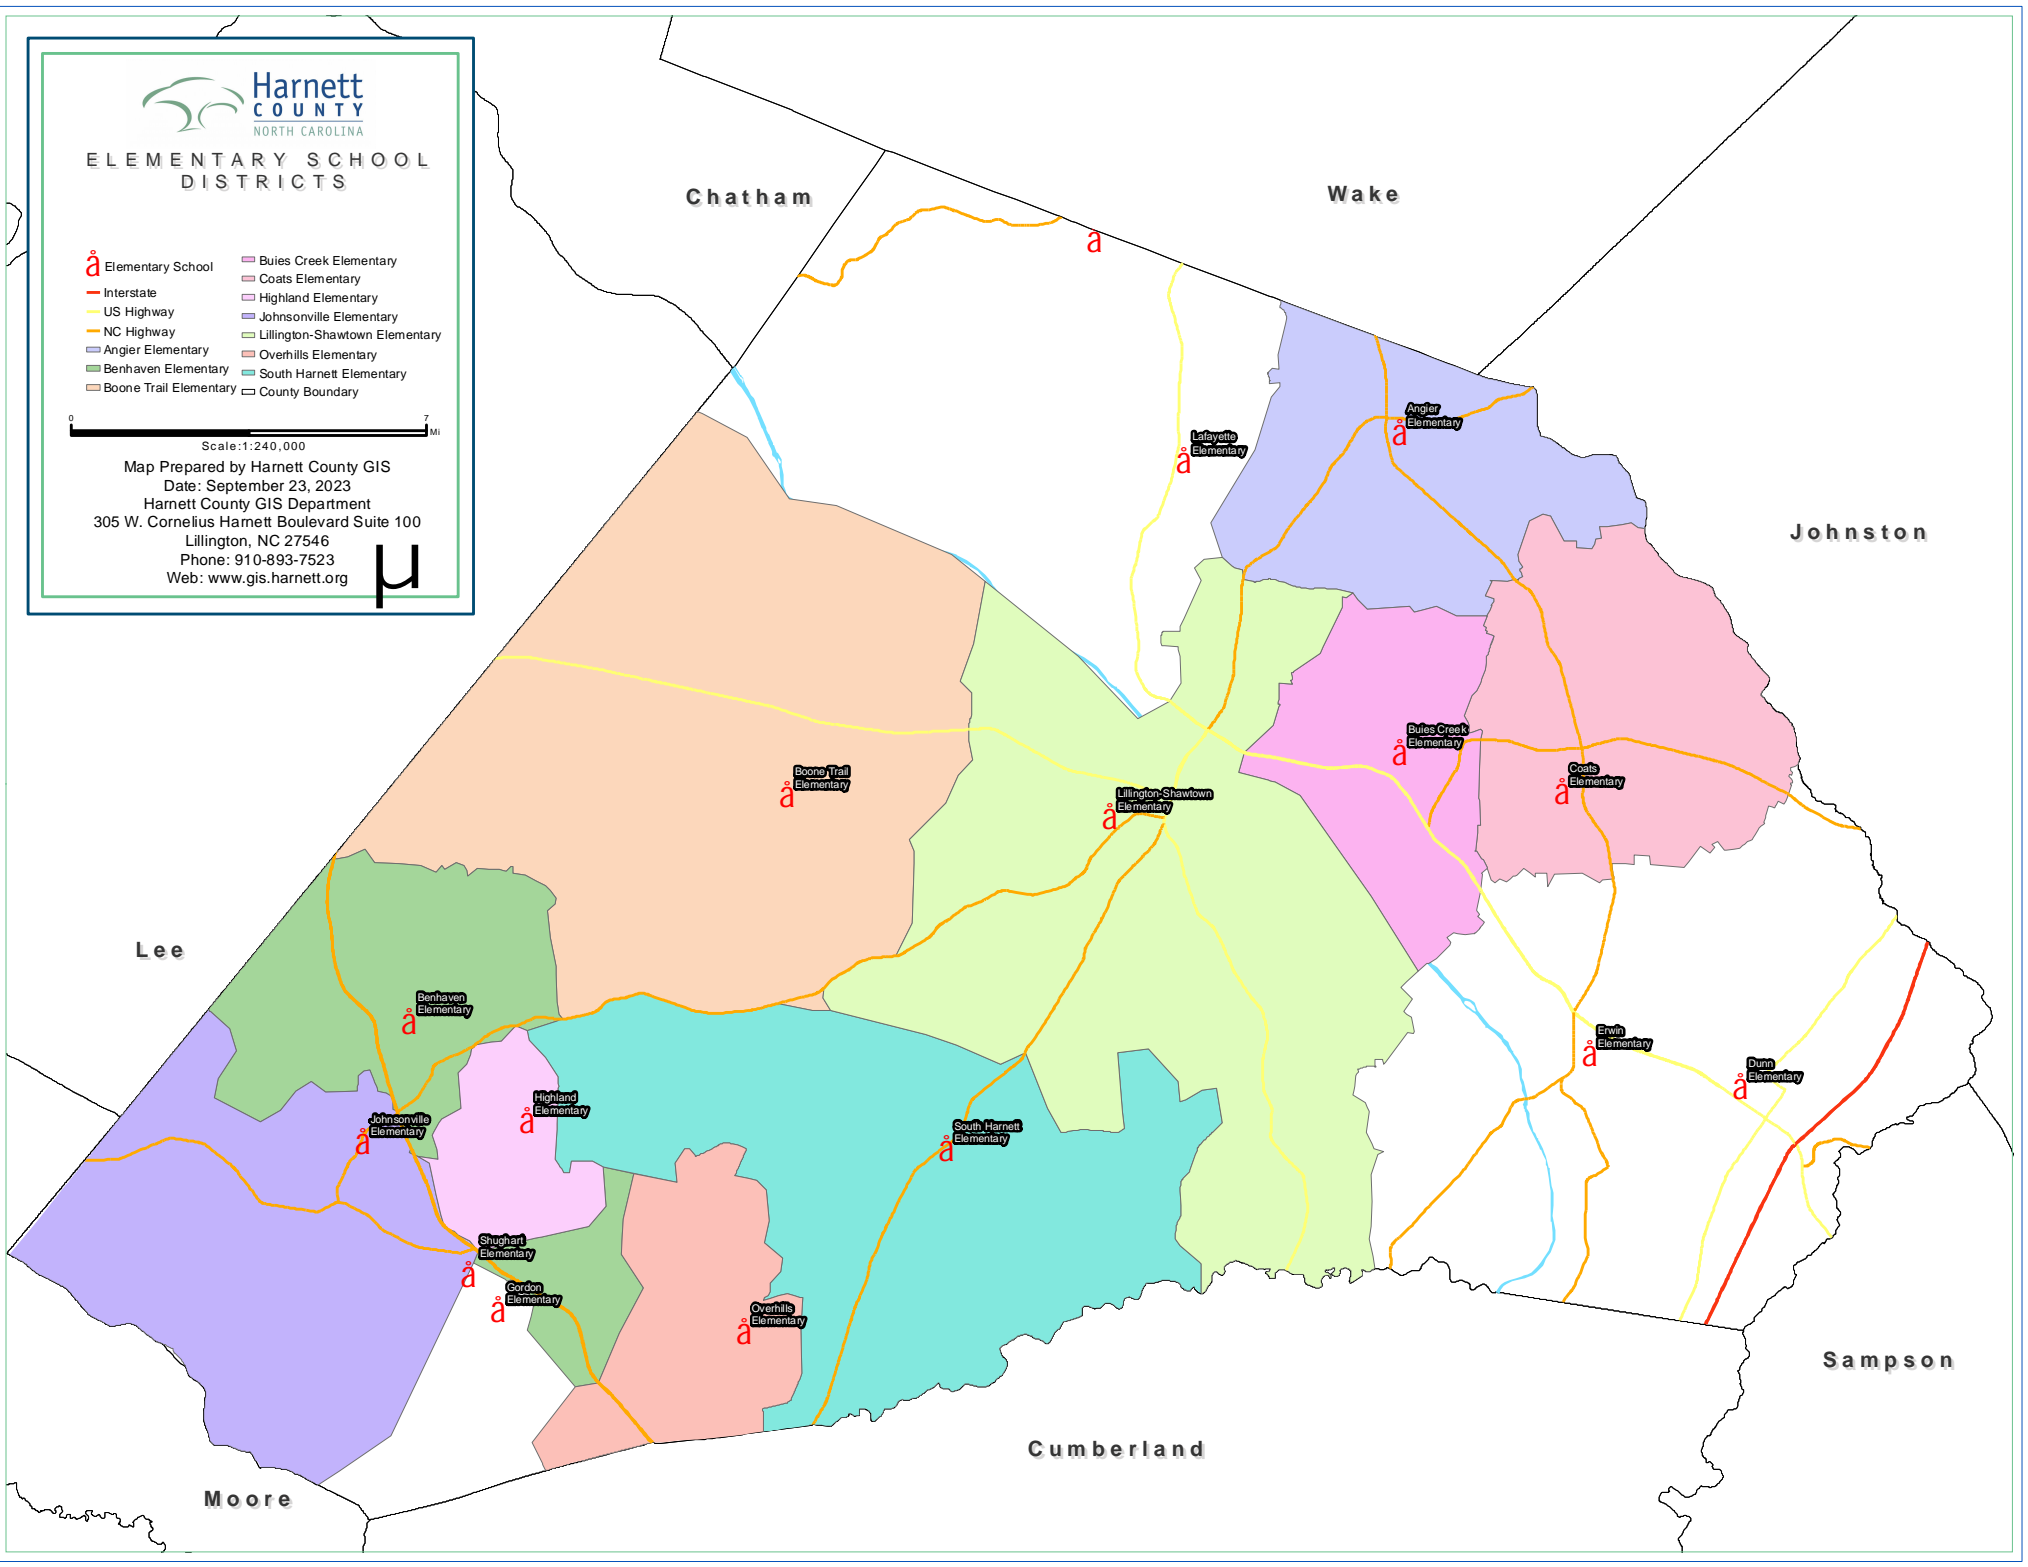 Harnett
COUNTY
NORTH CAROLINA
ELEMENTARY SCHOOL
DISTRICTS
å Elementary School
Interstate
US Highway
NC Highway
Angier Elementary
Benhaven Elementary
Boone Trail Elementary
Buies Creek Elementary
Coats Elementary
Highland Elementary
Johnsonville Elementary
Lillington-Shawtown Elementary
Overhills Elementary
South Harnett Elementary
County Boundary
0 7
Mi
Scale:1:240,000
Map Prepared by Harnett County GIS
Date: September 23, 2023
Harnett County GIS Department
305 W. Cornelius Harnett Boulevard Suite 100
Lillington, NC 27546
Phone: 910-893-7523
Web: www.gis.harnett.org
µ
Chatham
Wake
å
Angier
Elementary
å
Lafayette
Elementary
å
Johnston
Buies Creek
Elementary
å
Coats
Elementary
å
Boone Trail
Elementary
å
Lillington-Shawtown
Elementary
å
Lee
Benhaven
Elementary
å
Erwin
Elementary
å
Dunn
Elementary
å
Highland
Elementary
å
Johnsonville
Elementary
å
South Harnett
Elementary
å
Shughart
Elementary
å
Gordon
Elementary
å
Overhills
Elementary
å
Sampson
Cumberland
Moore